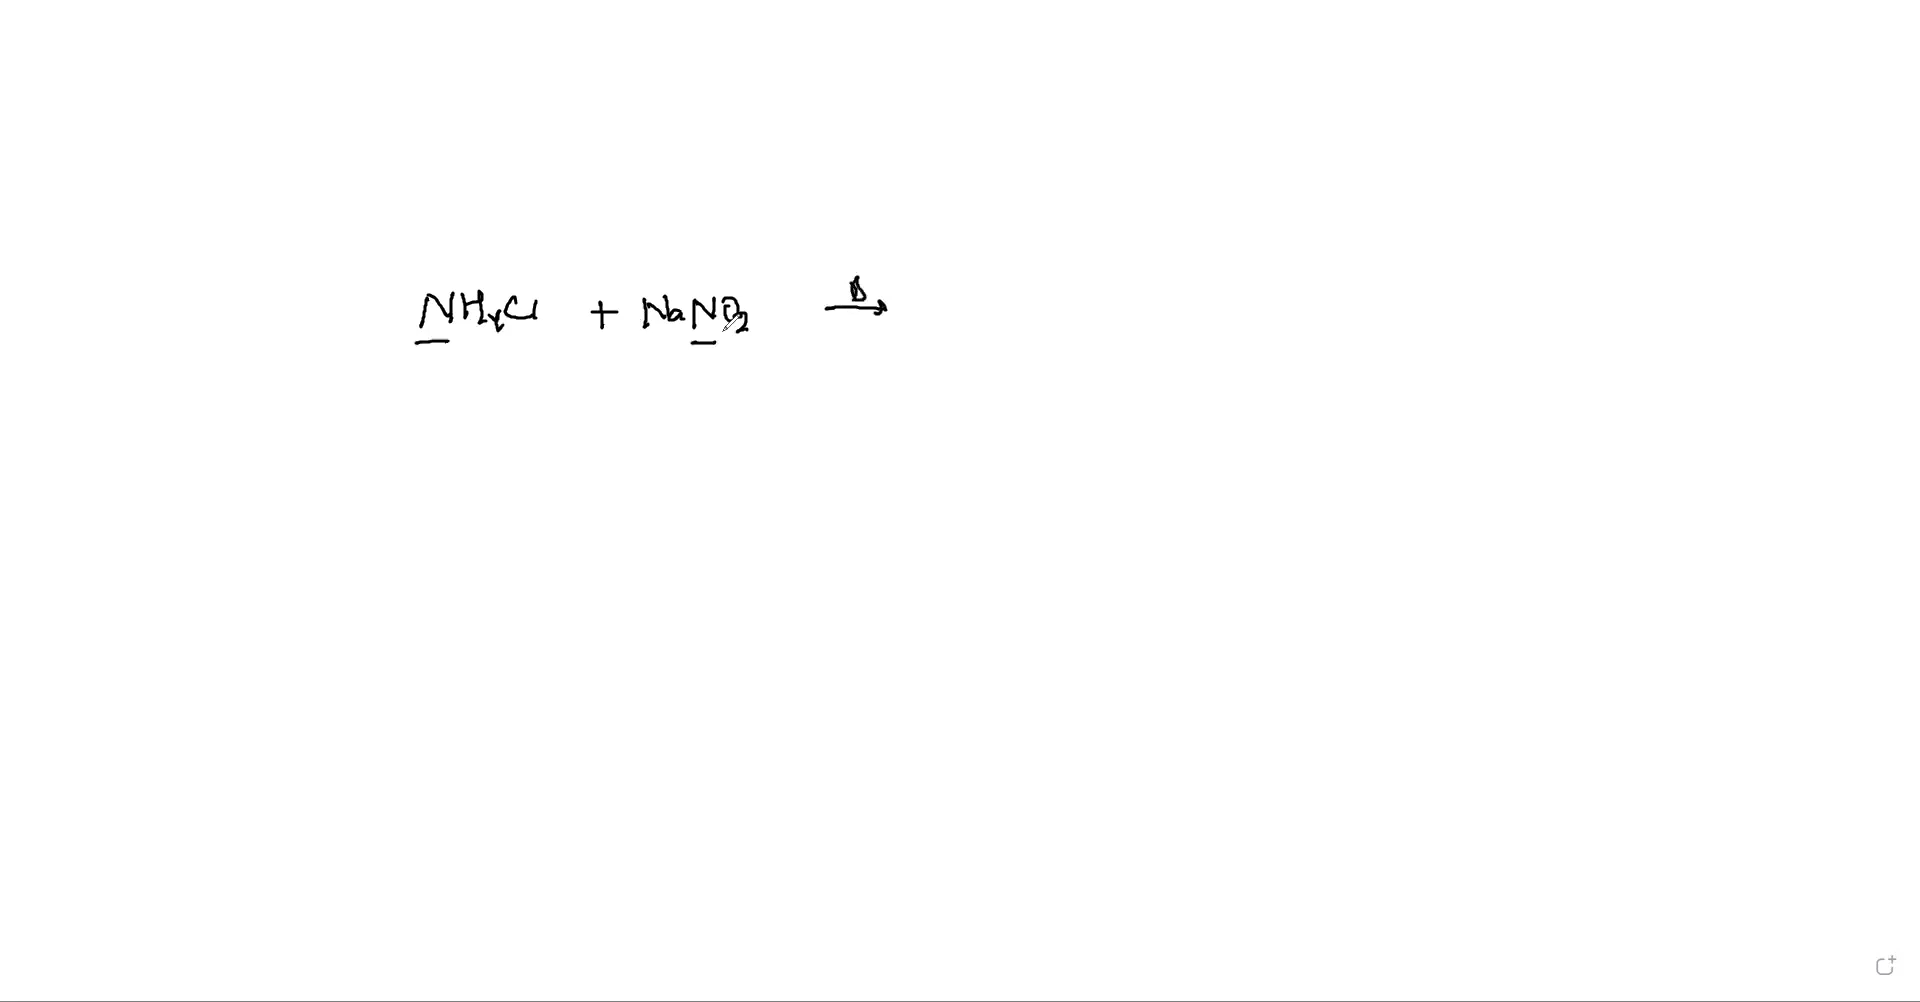 NH₄Cl + NaNO₂ →Δ